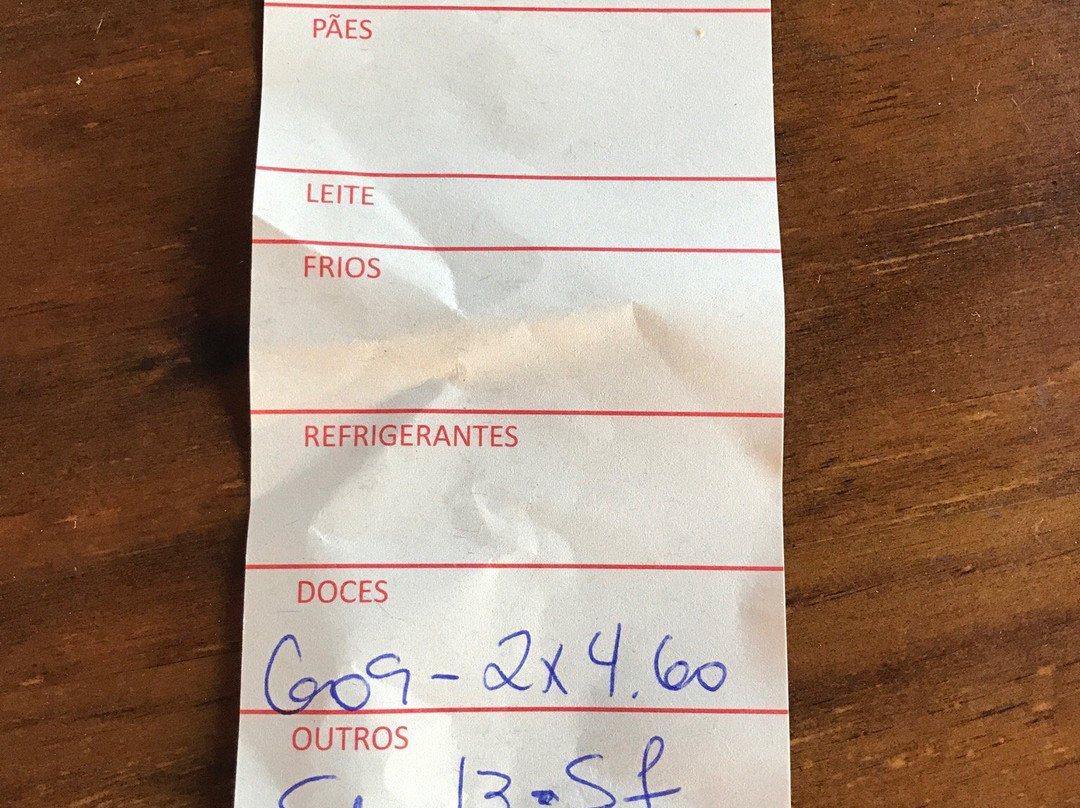 PÃES
LEITE
FRIOS
REFRIGERANTES
DOCES
609 - 2x4.60
OUTROS